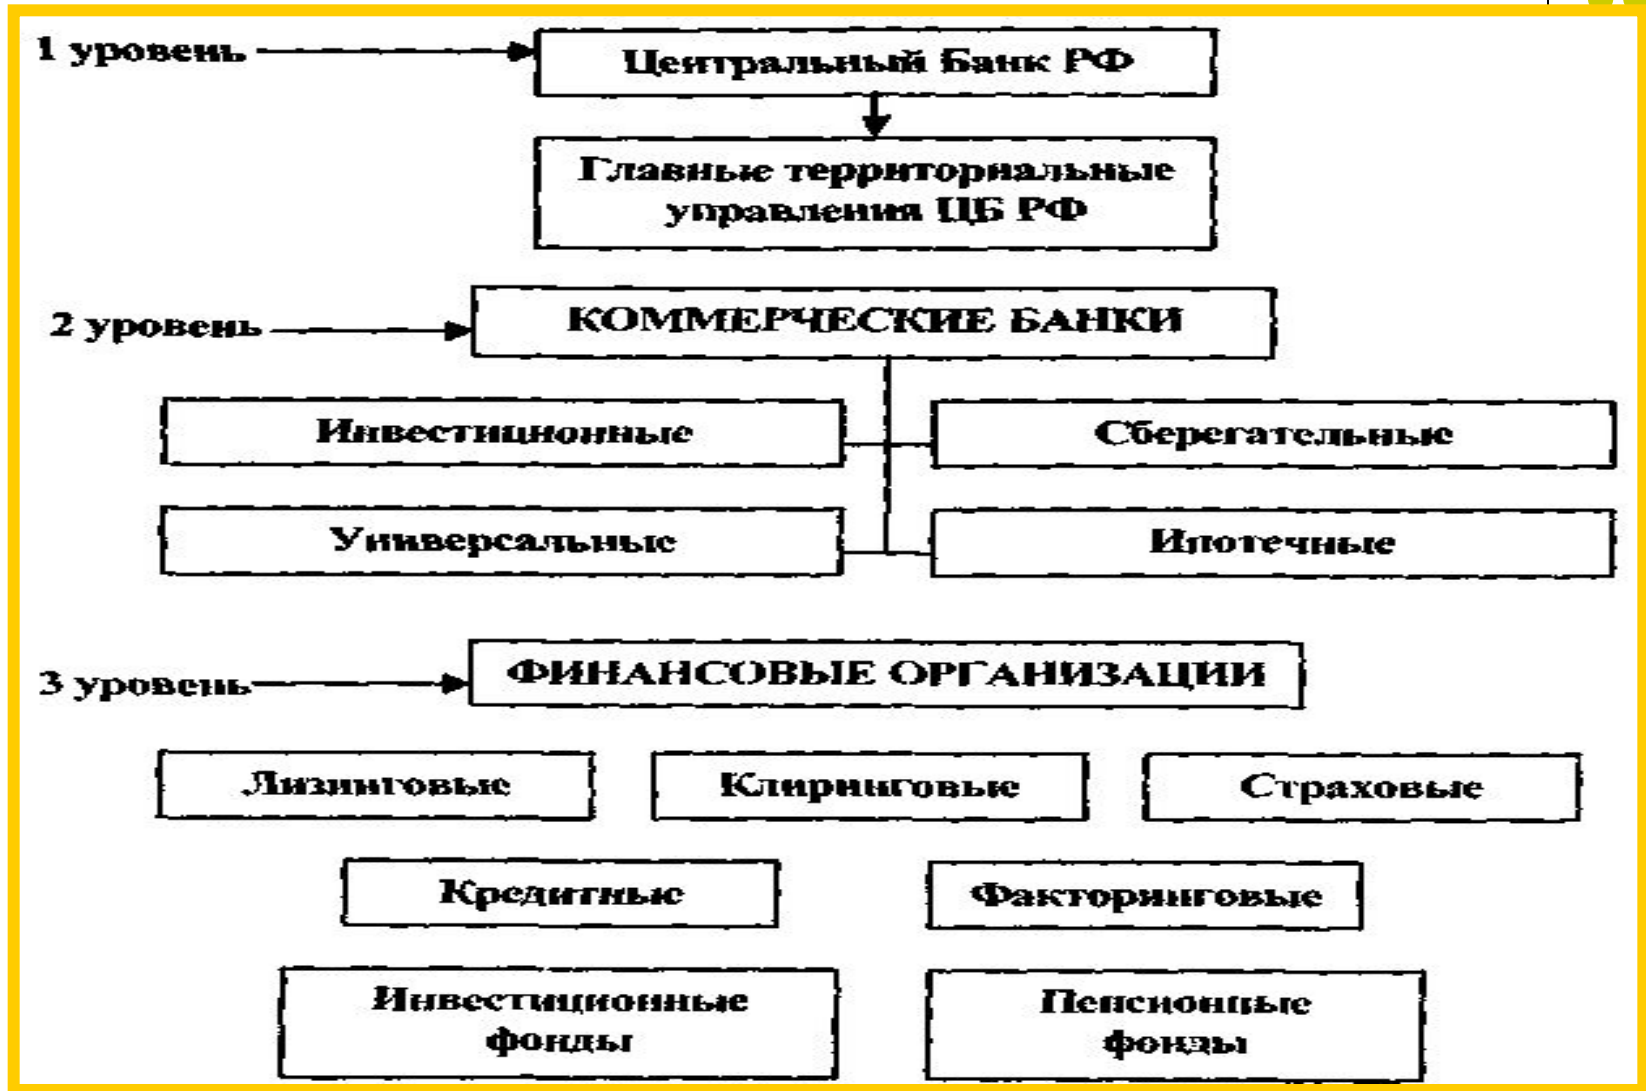 1 уровень
Центральный Банк РФ
Главные территориальные
управления ЦБ РФ
2 уровень
КОММЕРЧЕСКИЕ БАНКИ
Инвестиционные
Сберегательные
Универсальные
Ипотечные
3 уровень
ФИНАНСОВЫЕ ОРГАНИЗАЦИИ
Лизинговые
Клиринговые
Страховые
Кредитные
Факторинговые
Инвестиционные
фонды
Пенсионные
фонды